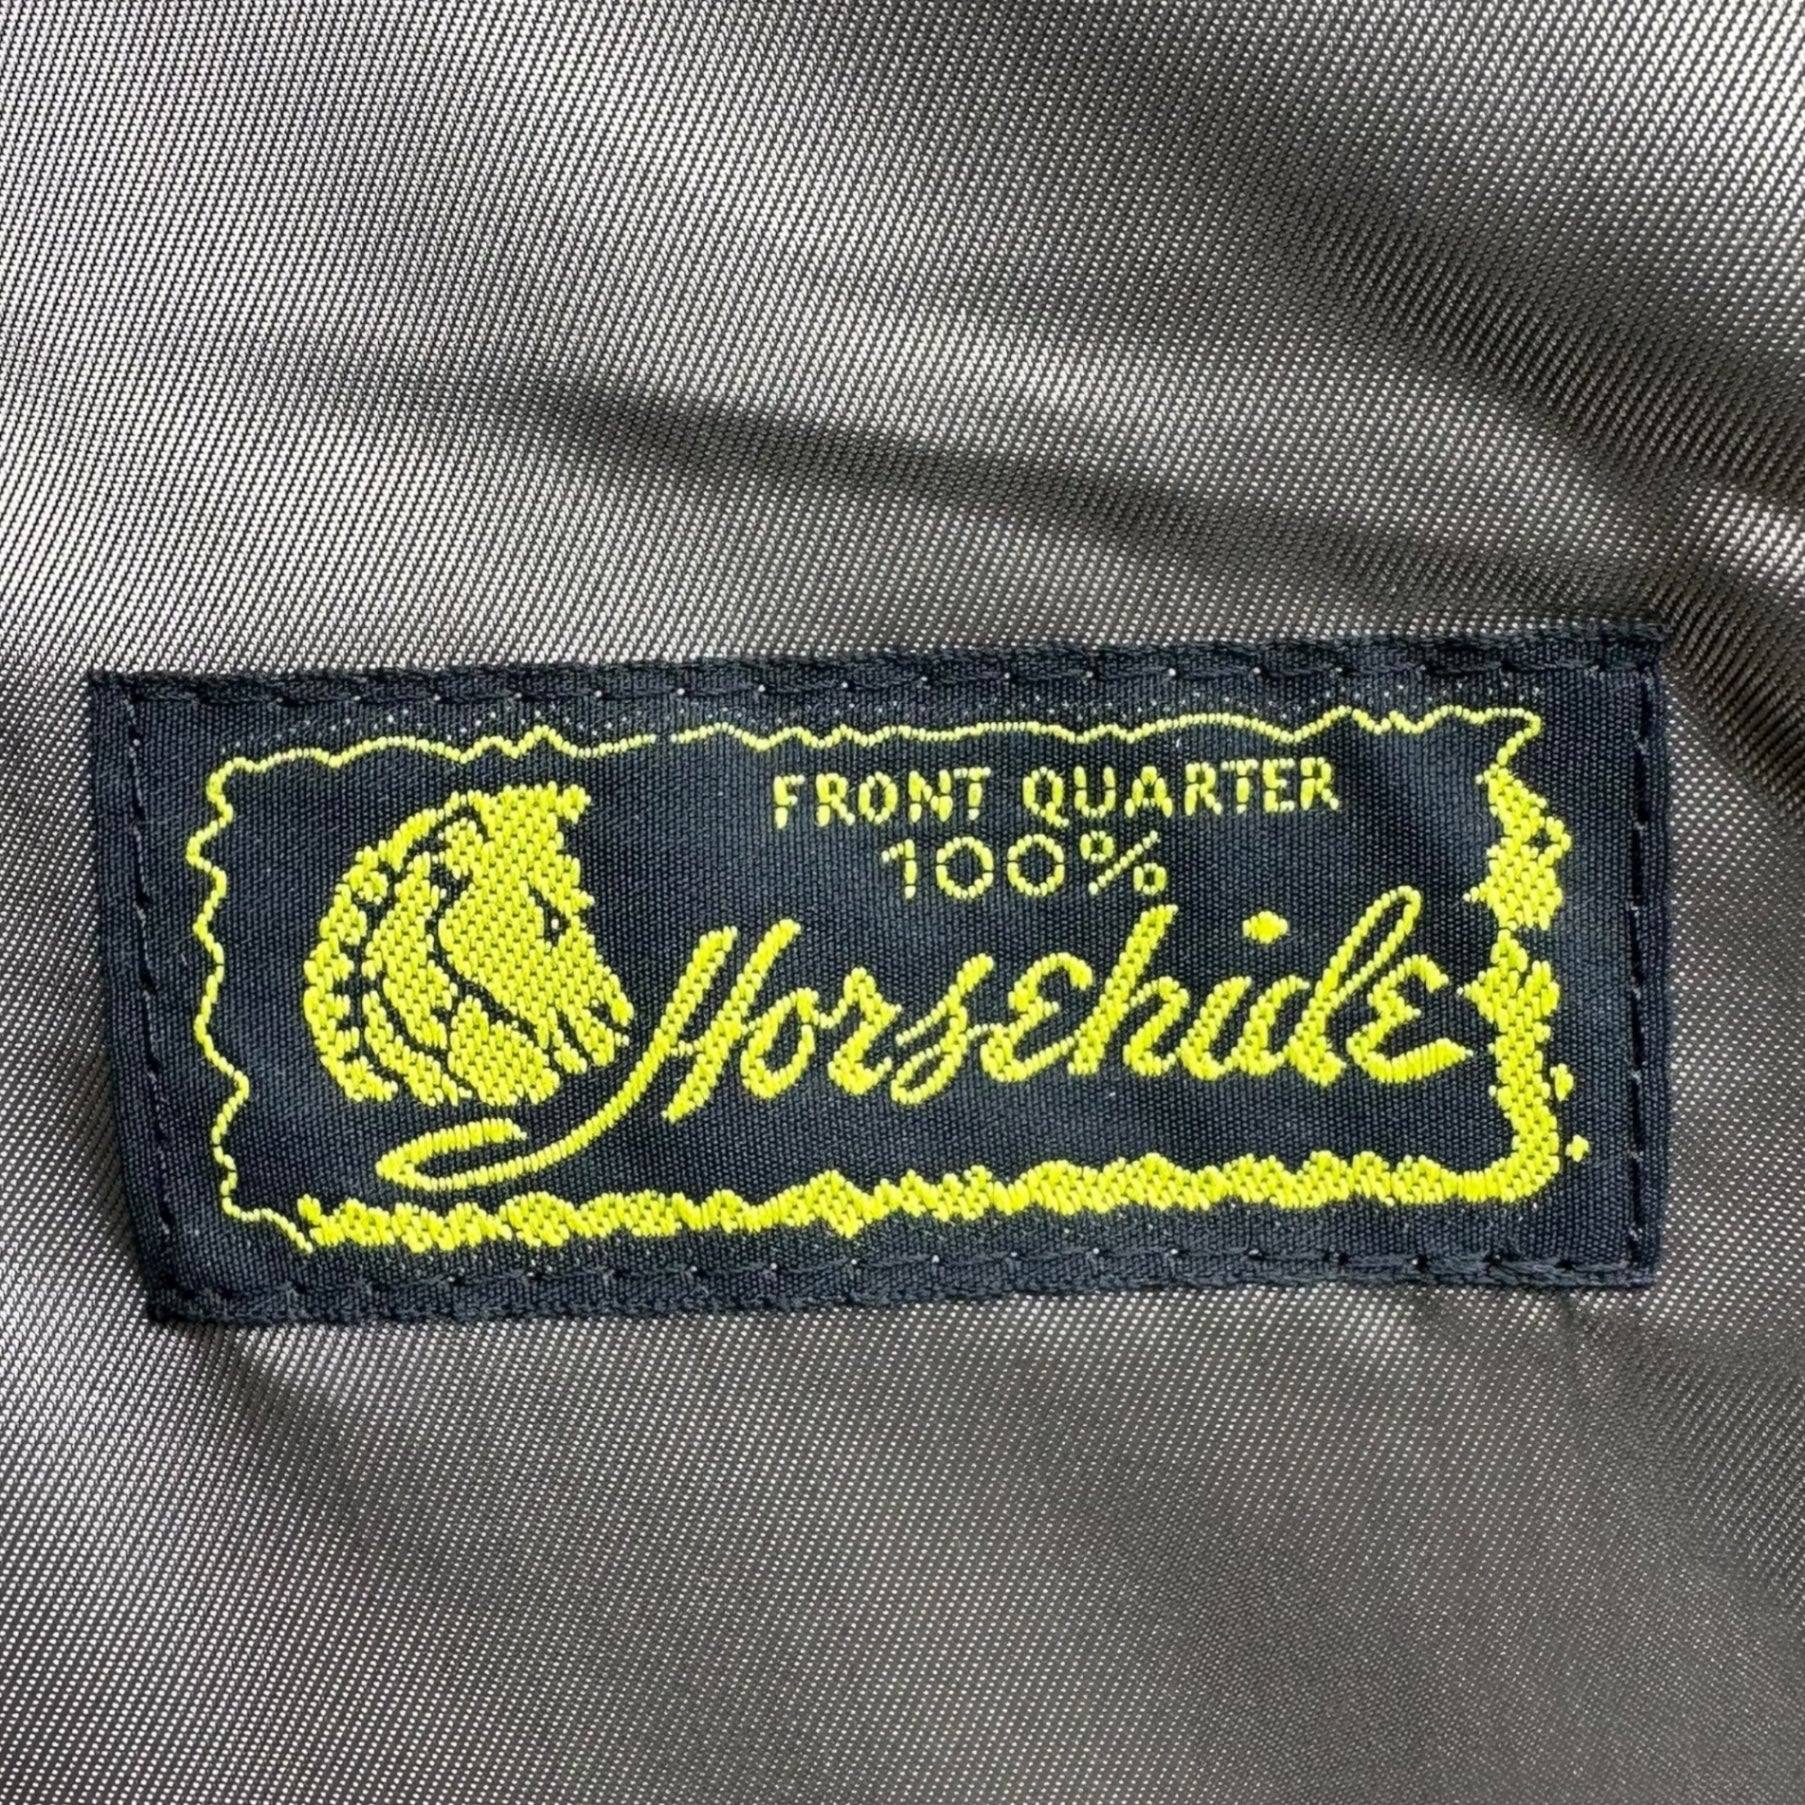 FRONT QUARTER
100%
Horsehide